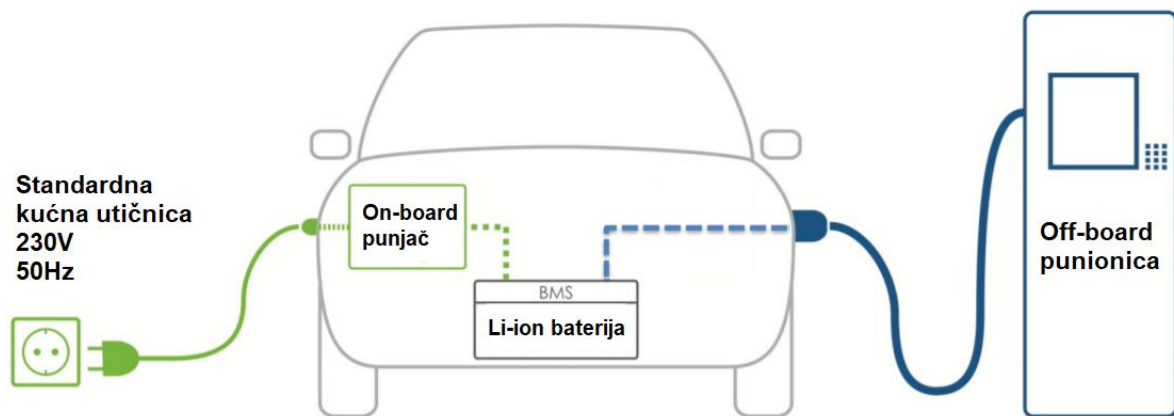 Standardna
kućna utičnica
230V
50Hz
On-board
punjač
BMS
Li-ion baterija
Off-board
punionica